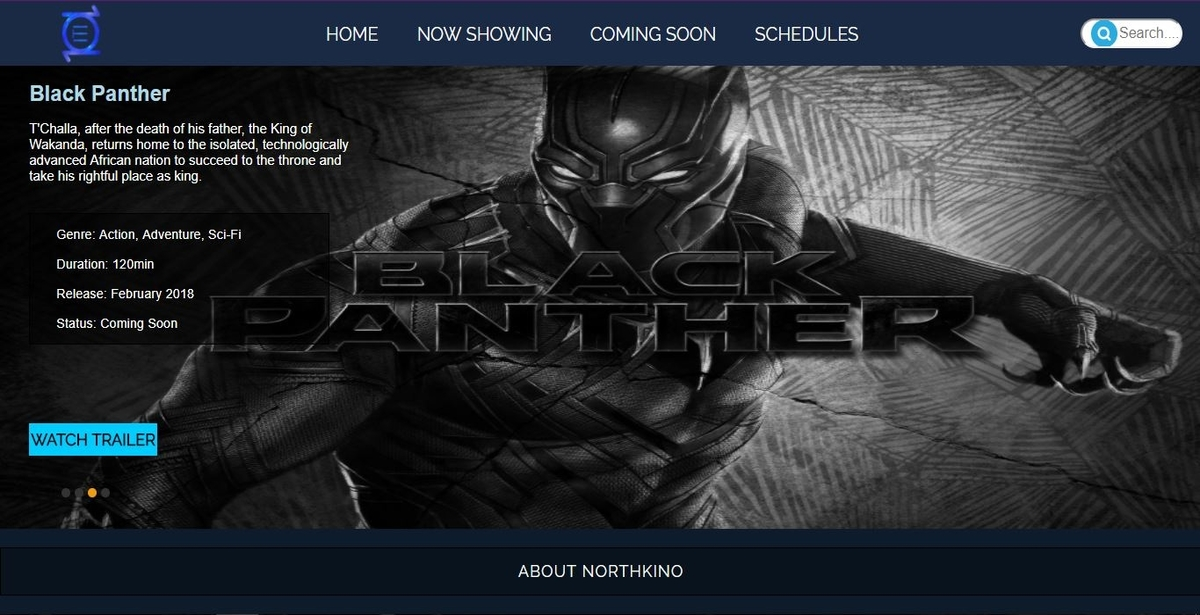 HOME NOW SHOWING COMING SOON SCHEDULES Search....
Black Panther
T'Challa, after the death of his father, the King of
Wakanda, returns home to the isolated, technologically
advanced African nation to succeed to the throne and
take his rightful place as king.
Genre: Action, Adventure, Sci-Fi
Duration: 120min
Release: February 2018
Status: Coming Soon
BLACK
PANTHER
WATCH TRAILER
ABOUT NORTHKINO